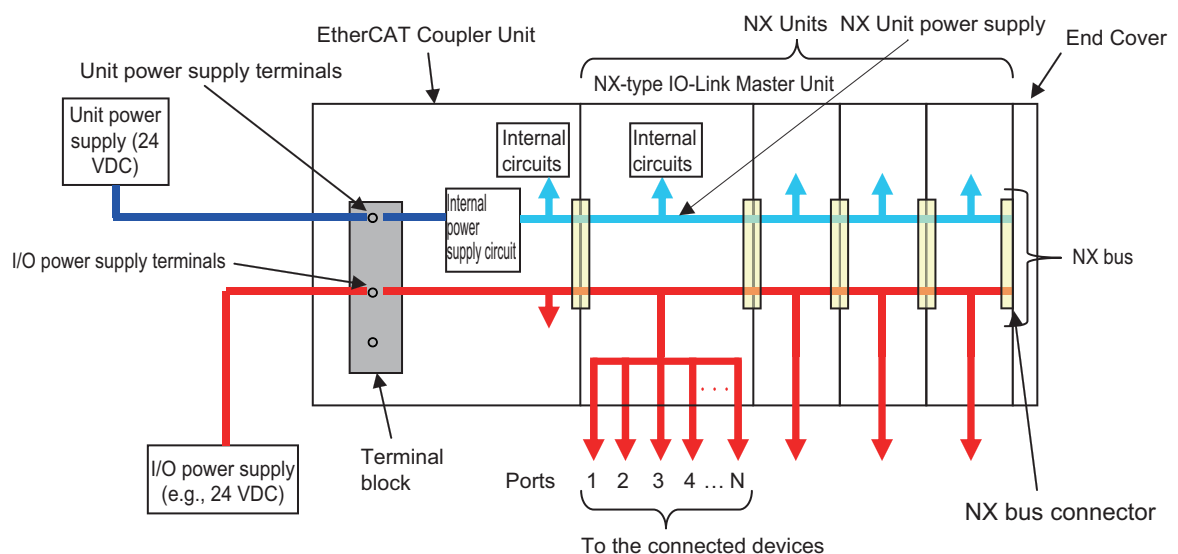 NX Units
NX Unit power supply
EtherCAT Coupler Unit
End Cover
Unit power supply terminals
NX-type IO-Link Master Unit
Unit power
supply (24
VDC)
Internal
circuits
Internal
circuits
Internal
power
supply circuit
I/O power supply terminals
NX bus
Terminal
block
I/O power supply
(e.g., 24 VDC)
Ports 1 2 3 4 ... N
NX bus connector
To the connected devices